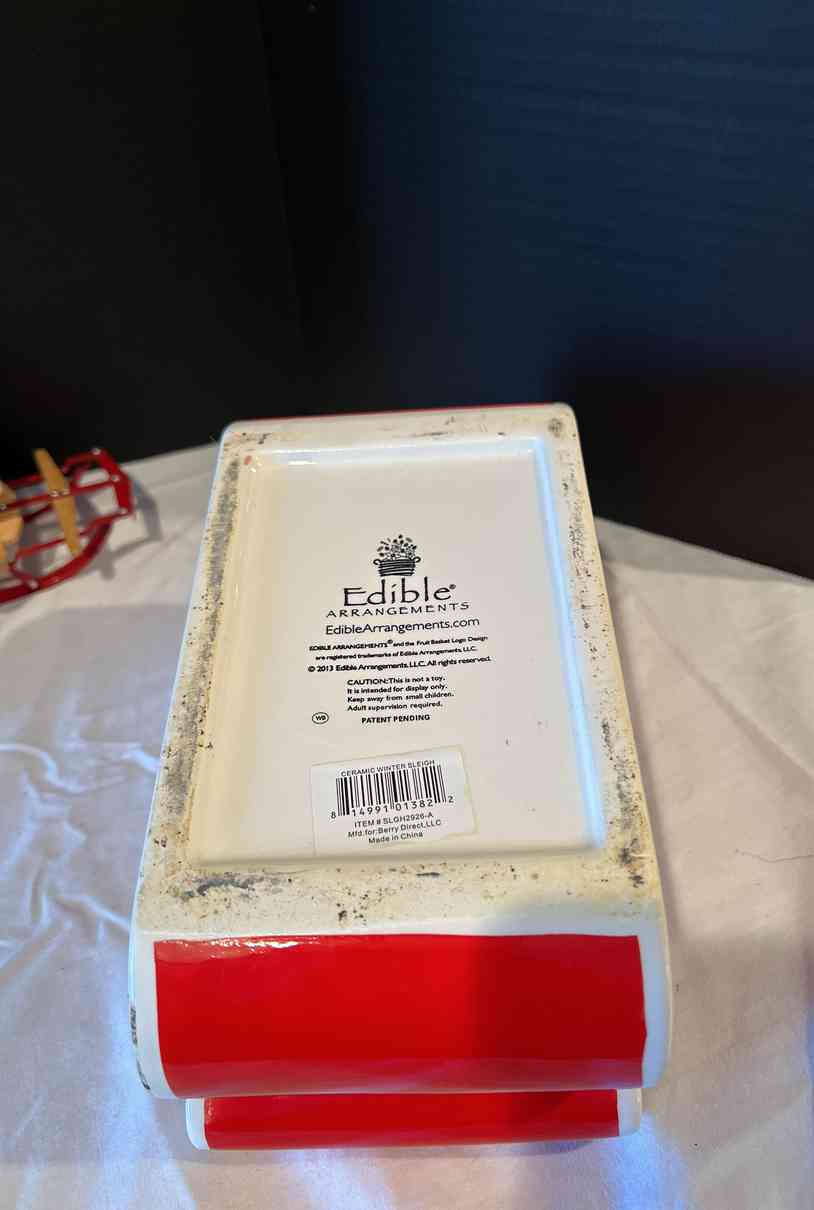 Edible®
ARRANGEMENTS
EdibleArrangements.com
EDIBLE ARRANGEMENTS® and the Fruit Basket Logo Design
are registered trademarks of Edible Arrangements, LLC.
© 2013 Edible Arrangements, LLC. All rights reserved.
CAUTION: This is not a toy.
It is intended for display only.
Keep away from small children.
Adult supervision required.
WB PATENT PENDING
CERAMIC WINTER SLEIGH
8 14991 01382 2
ITEM # SLGH2926-A
Mfd.for:Berry Direct,LLC
Made in China